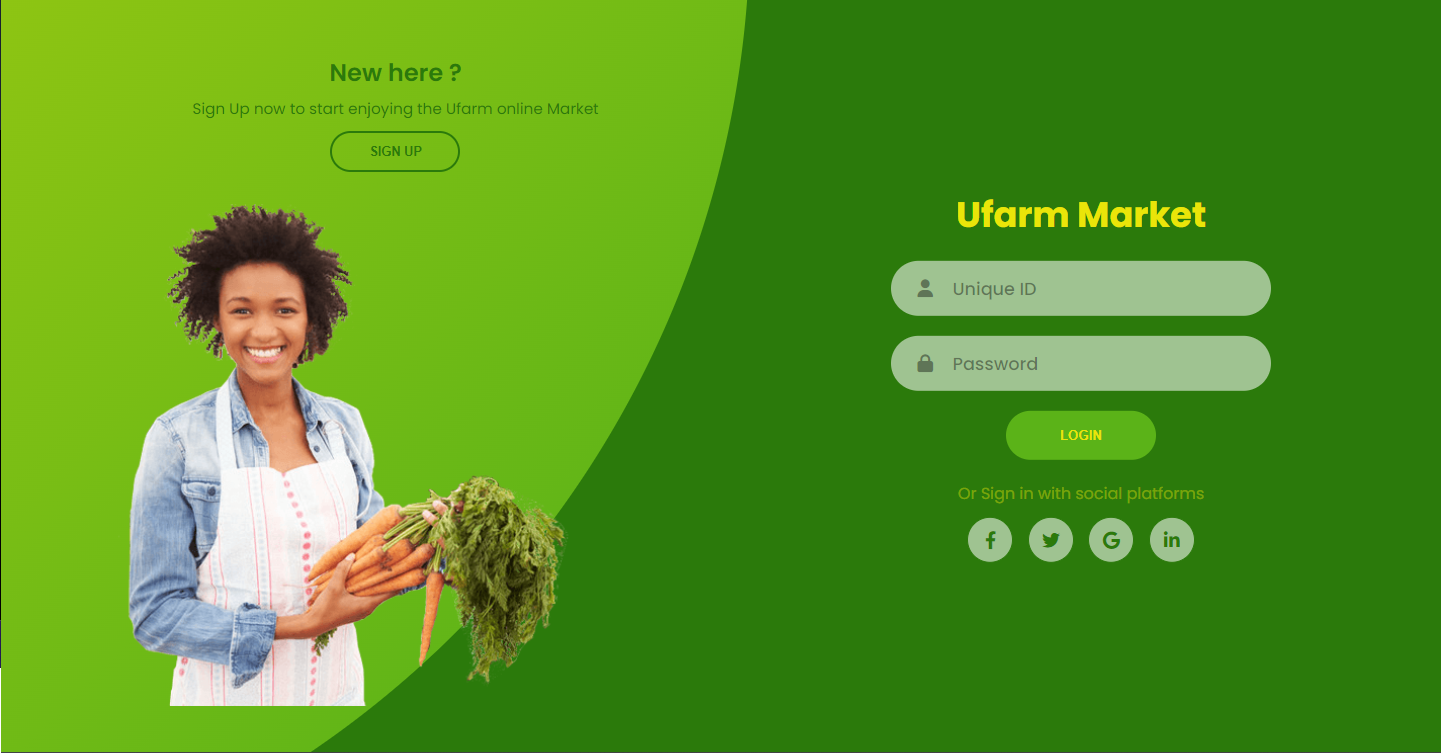 New here ?
Sign Up now to start enjoying the Ufarm online Market
SIGN UP
Ufarm Market
Unique ID
Password
LOGIN
Or Sign in with social platforms